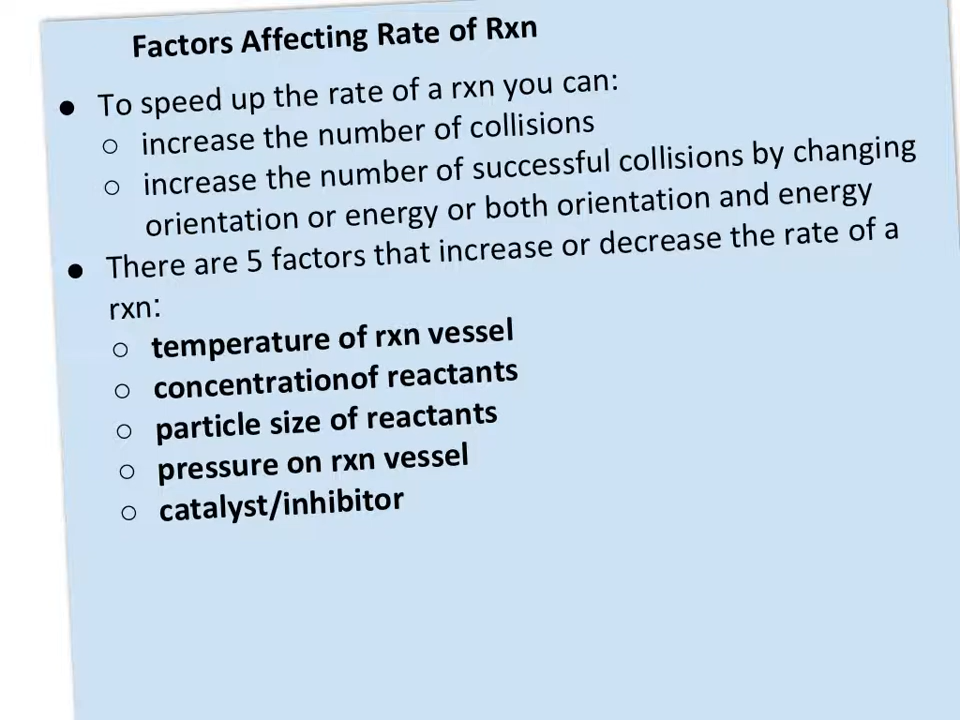 Factors Affecting Rate of Rxn
● To speed up the rate of a rxn you can:
○ increase the number of collisions
○ increase the number of successful collisions by changing
orientation or energy or both orientation and energy
● There are 5 factors that increase or decrease the rate of a
rxn:
○ temperature of rxn vessel
○ concentrationof reactants
○ particle size of reactants
○ pressure on rxn vessel
○ catalyst/inhibitor